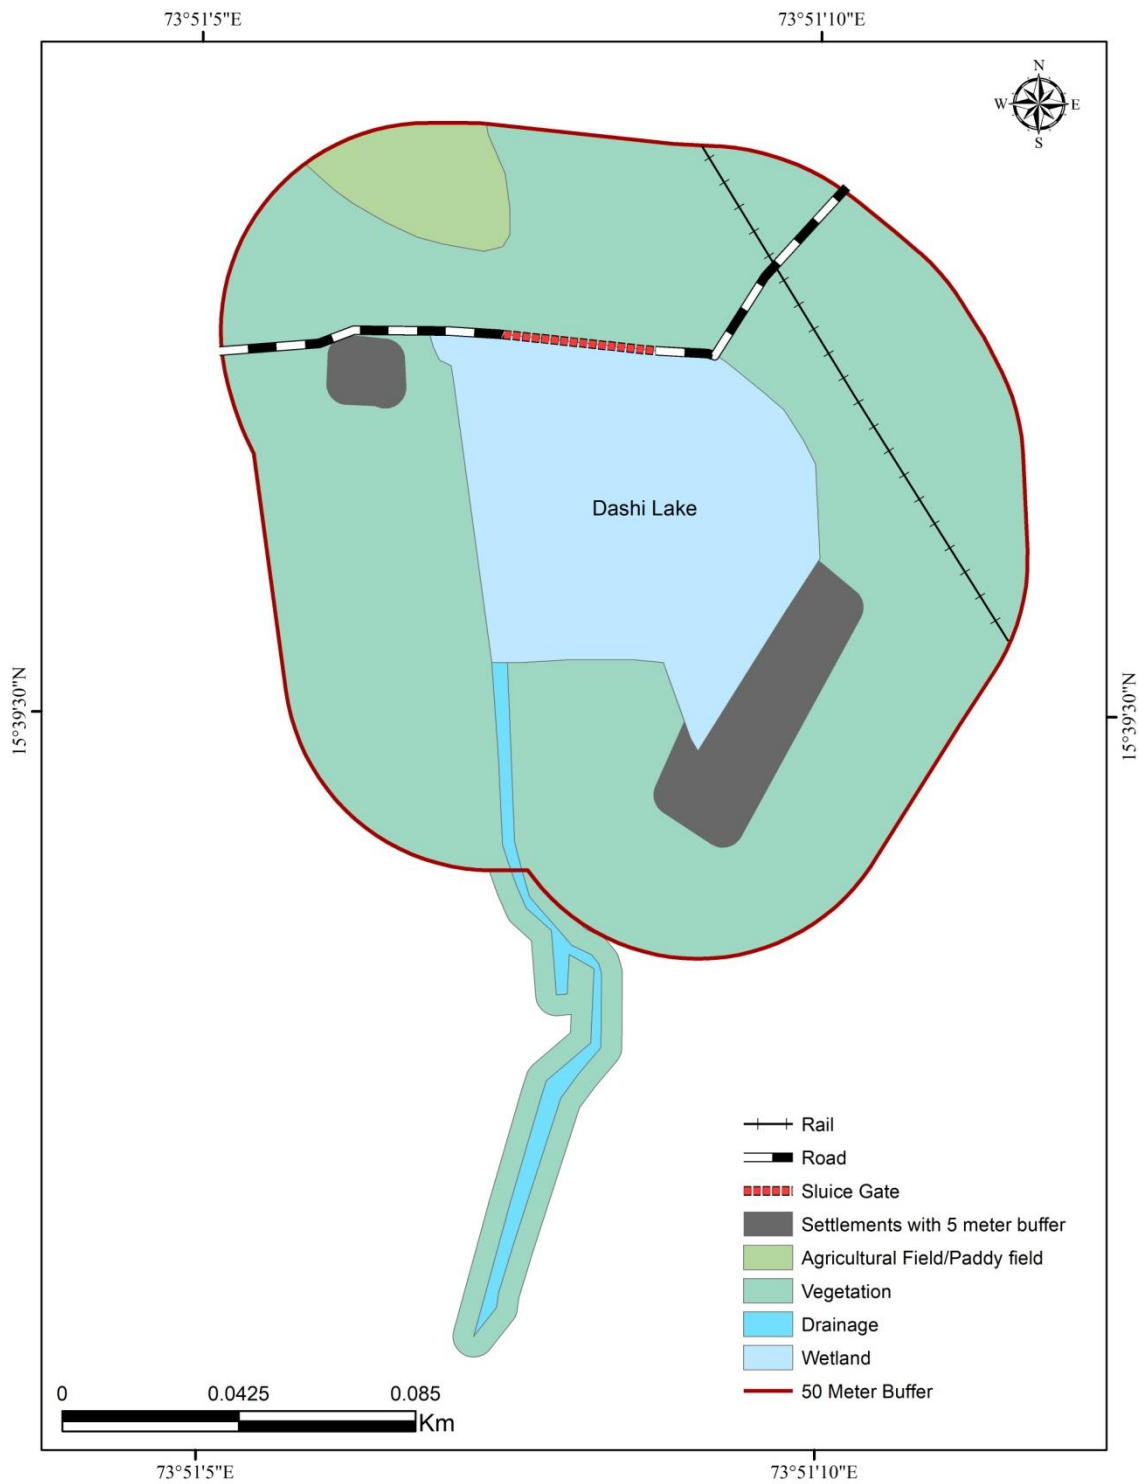 73°51'5"E
73°51'10"E
N
W
E
S
Dashi Lake
15°39'30"N
15°39'30"N
Rail
Road
Sluice Gate
Settlements with 5 meter buffer
Agricultural Field/Paddy field
Vegetation
Drainage
Wetland
50 Meter Buffer
0
0.0425
0.085
Km
73°51'5"E
73°51'10"E